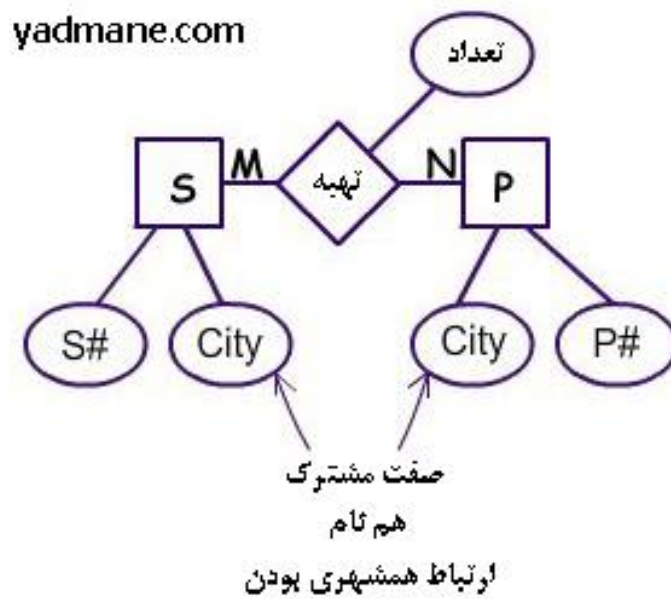 yadmane.com
تعداد
S M تهیه N P
S# City City P#
صفت مشترک
هم نام
ارتباط همشهری بودن